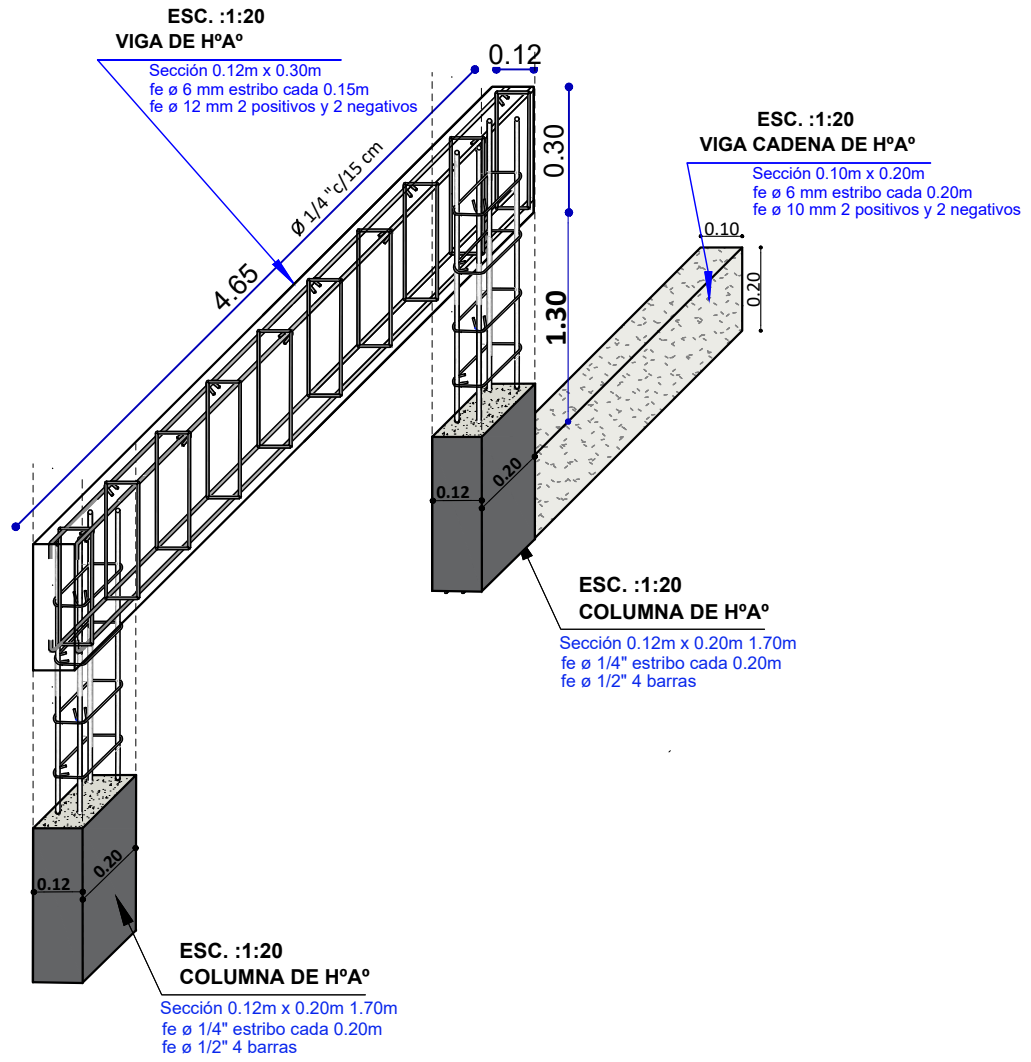 ESC. :1:20
VIGA DE HºAº
Sección 0.12m x 0.30m
fe ø 6 mm estribo cada 0.15m
fe ø 12 mm 2 positivos y 2 negativos
0.12
Ø 1/4 "c/15 cm
4.65
0.30
1.30
ESC. :1:20
VIGA CADENA DE HºAº
Sección 0.10m x 0.20m
fe ø 6 mm estribo cada 0.20m
fe ø 10 mm 2 positivos y 2 negativos
0.10
0.20
0.12
0.20
ESC. :1:20
COLUMNA DE HºAº
Sección 0.12m x 0.20m 1.70m
fe ø 1/4" estribo cada 0.20m
fe ø 1/2" 4 barras
0.12
0.20
ESC. :1:20
COLUMNA DE HºAº
Sección 0.12m x 0.20m 1.70m
fe ø 1/4" estribo cada 0.20m
fe ø 1/2" 4 barras